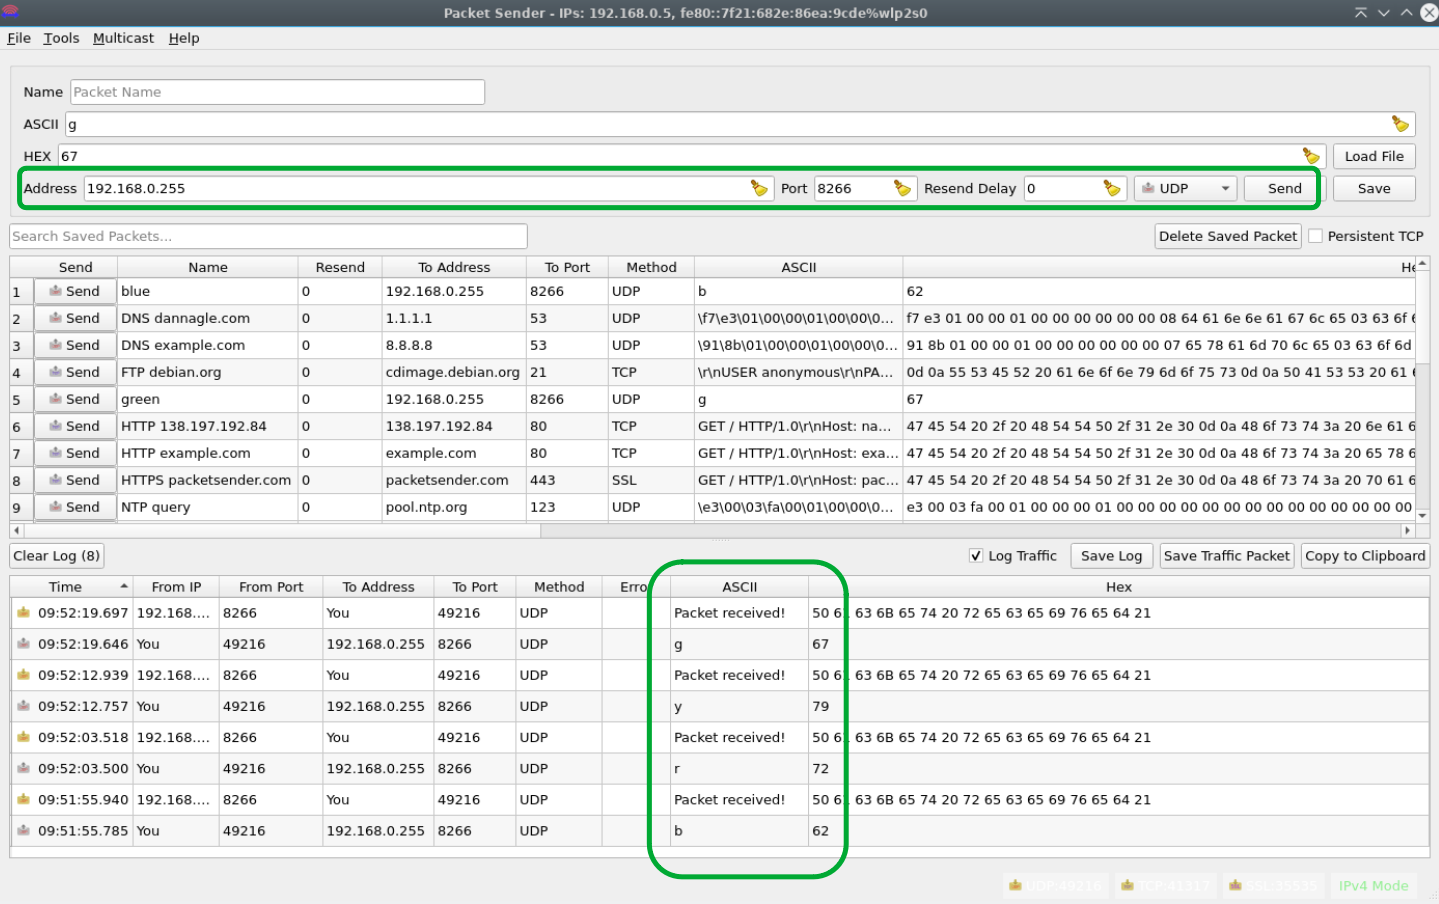 Packet Sender - IPs: 192.168.0.5, fe80::7f21:682e:86ea:9cde%wlp2s0
File Tools Multicast Help
Name Packet Name
ASCII g
HEX 67 Load File
Address 192.168.0.255 Port 8266 Resend Delay 0 UDP Send Save
Search Saved Packets... Delete Saved Packet Persistent TCP
Send Name Resend To Address To Port Method ASCII He
1 Send blue 0 192.168.0.255 8266 UDP b 62
2 Send DNS dannagle.com 0 1.1.1.1 53 UDP \f7\e3\01\00\00\01\00\00\0... f7 e3 01 00 00 01 00 00 00 00 00 00 08 64 61 6e 6e 61 67 6c 65 03 63 6f 6
3 Send DNS example.com 0 8.8.8.8 53 UDP \91\8b\01\00\00\01\00\00\0... 91 8b 01 00 00 01 00 00 00 00 00 00 07 65 78 61 6d 70 6c 65 03 63 6f 6d
4 Send FTP debian.org 0 cdimage.debian.org 21 TCP \r\nUSER anonymous\r\nPA... 0d 0a 55 53 45 52 20 61 6e 6f 6e 79 6d 6f 75 73 0d 0a 50 41 53 53 20 61 6
5 Send green 0 192.168.0.255 8266 UDP g 67
6 Send HTTP 138.197.192.84 0 138.197.192.84 80 TCP GET / HTTP/1.0\r\nHost: na... 47 45 54 20 2f 20 48 54 54 50 2f 31 2e 30 0d 0a 48 6f 73 74 3a 20 6e 61 6
7 Send HTTP example.com 0 example.com 80 TCP GET / HTTP/1.0\r\nHost: exa... 47 45 54 20 2f 20 48 54 54 50 2f 31 2e 30 0d 0a 48 6f 73 74 3a 20 65 78 6
8 Send HTTPS packetsender.com 0 packetsender.com 443 SSL GET / HTTP/1.0\r\nHost: pac... 47 45 54 20 2f 20 48 54 54 50 2f 31 2e 30 0d 0a 48 6f 73 74 3a 20 70 61 6
9 Send NTP query 0 pool.ntp.org 123 UDP \e3\00\03\fa\00\01\00\00\0... e3 00 03 fa 00 01 00 00 00 01 00 00 00 00 00 00 00 00 00 00 00 00 00 00
Clear Log (8) Log Traffic Save Log Save Traffic Packet Copy to Clipboard
Time From IP From Port To Address To Port Method Erro ASCII Hex
09:52:19.697 192.168.... 8266 You 49216 UDP Packet received! 50 61 63 6B 65 74 20 72 65 63 65 69 76 65 64 21
09:52:19.646 You 49216 192.168.0.255 8266 UDP g 67
09:52:12.939 192.168.... 8266 You 49216 UDP Packet received! 50 61 63 6B 65 74 20 72 65 63 65 69 76 65 64 21
09:52:12.757 You 49216 192.168.0.255 8266 UDP y 79
09:52:03.518 192.168.... 8266 You 49216 UDP Packet received! 50 61 63 6B 65 74 20 72 65 63 65 69 76 65 64 21
09:52:03.500 You 49216 192.168.0.255 8266 UDP r 72
09:51:55.940 192.168.... 8266 You 49216 UDP Packet received! 50 61 63 6B 65 74 20 72 65 63 65 69 76 65 64 21
09:51:55.785 You 49216 192.168.0.255 8266 UDP b 62
UDP:49216 TCP:41317 SSL:35535 IPv4 Mode